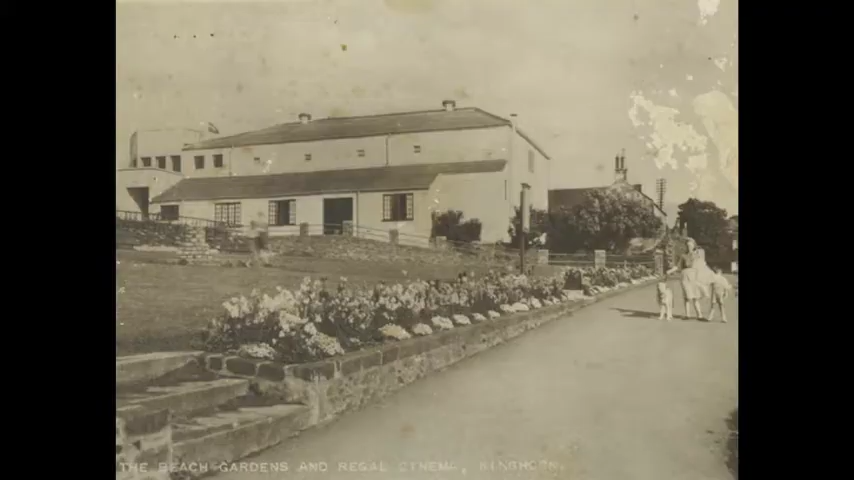 THE BEACH GARDENS AND REGAL CINEMA, KINGHORN.